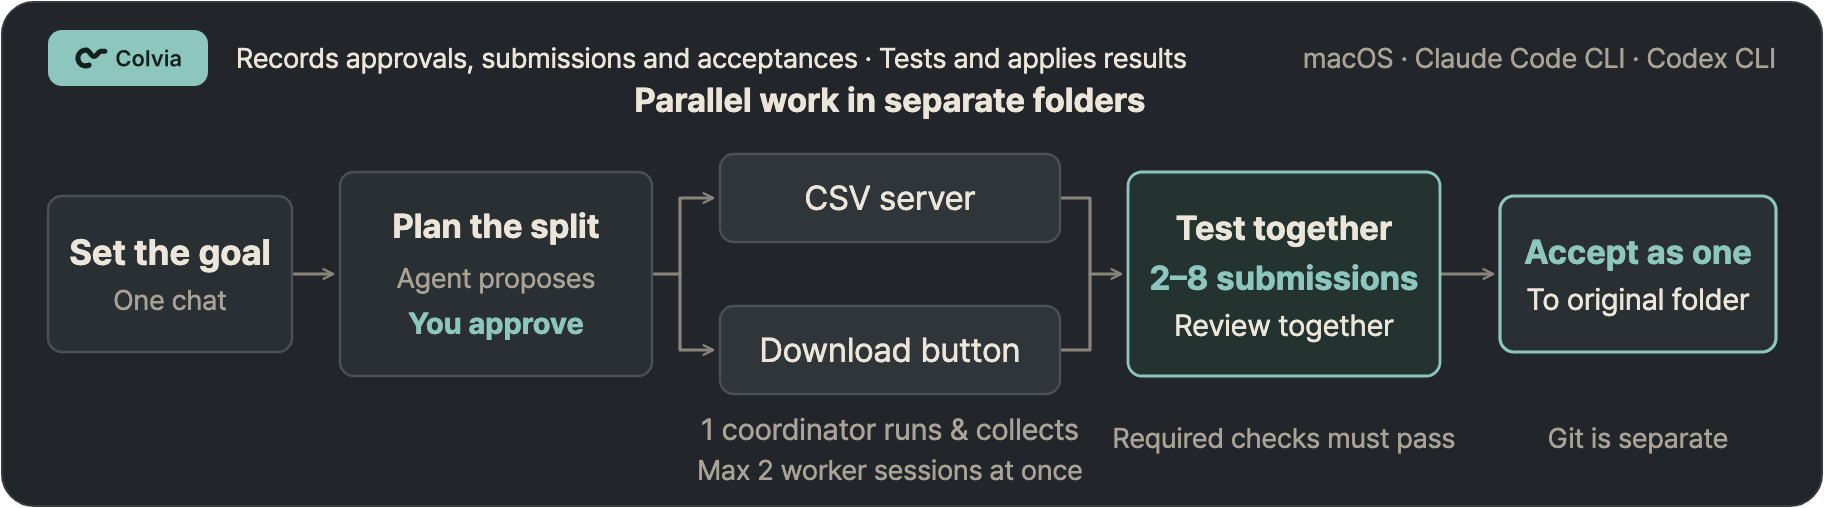 Colvia
Records approvals, submissions and acceptances · Tests and applies results
macOS · Claude Code CLI · Codex CLI
Parallel work in separate folders
Set the goal
One chat
Plan the split
Agent proposes
You approve
CSV server
Download button
1 coordinator runs & collects
Max 2 worker sessions at once
Test together
2–8 submissions
Review together
Required checks must pass
Accept as one
To original folder
Git is separate